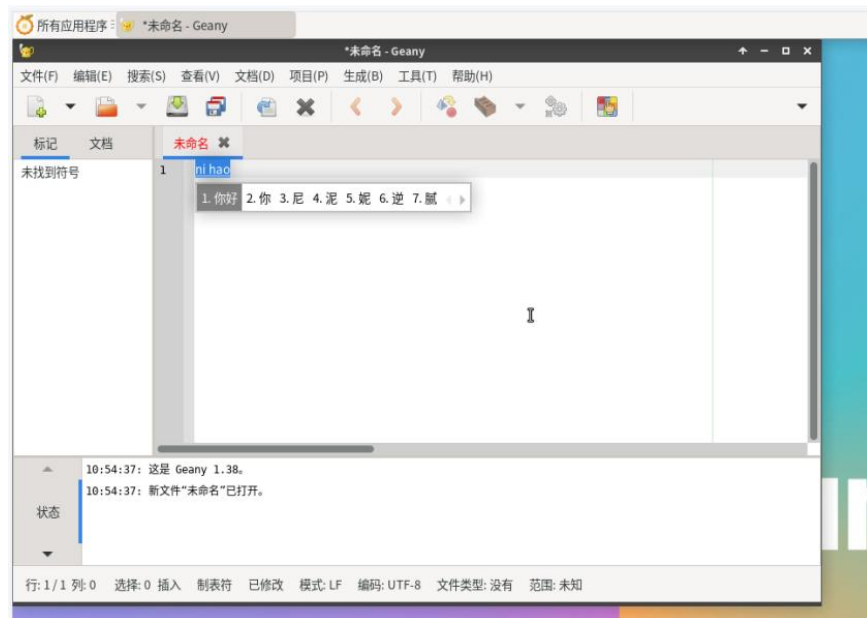 所有应用程序 *未命名 - Geany
*未命名 - Geany
文件(F) 编辑(E) 搜索(S) 查看(V) 文档(D) 项目(P) 生成(B) 工具(T) 帮助(H)
标记 文档 未命名
未找到符号 1 ni hao
1. 你好 2. 你 3. 尼 4. 泥 5. 妮 6. 逆 7. 腻
10:54:37: 这是 Geany 1.38。
10:54:37: 新文件“未命名”已打开。
状态
行: 1 / 1 列: 0 选择: 0 插入 制表符 已修改 模式: LF 编码: UTF-8 文件类型: 没有 范围: 未知